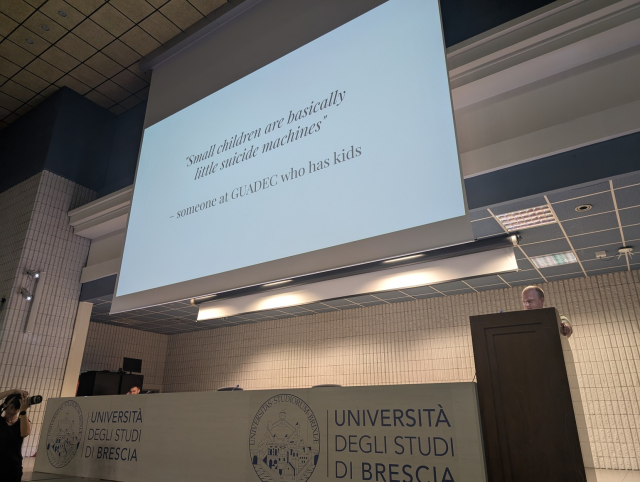 "Small children are basically
little suicide machines"
– someone at GUADEC who has kids
UNIVERSITÀ
DEGLI STUDI
DI BRESCIA
UNIVERSITÀ
DEGLI STUDI
DI BRESCIA